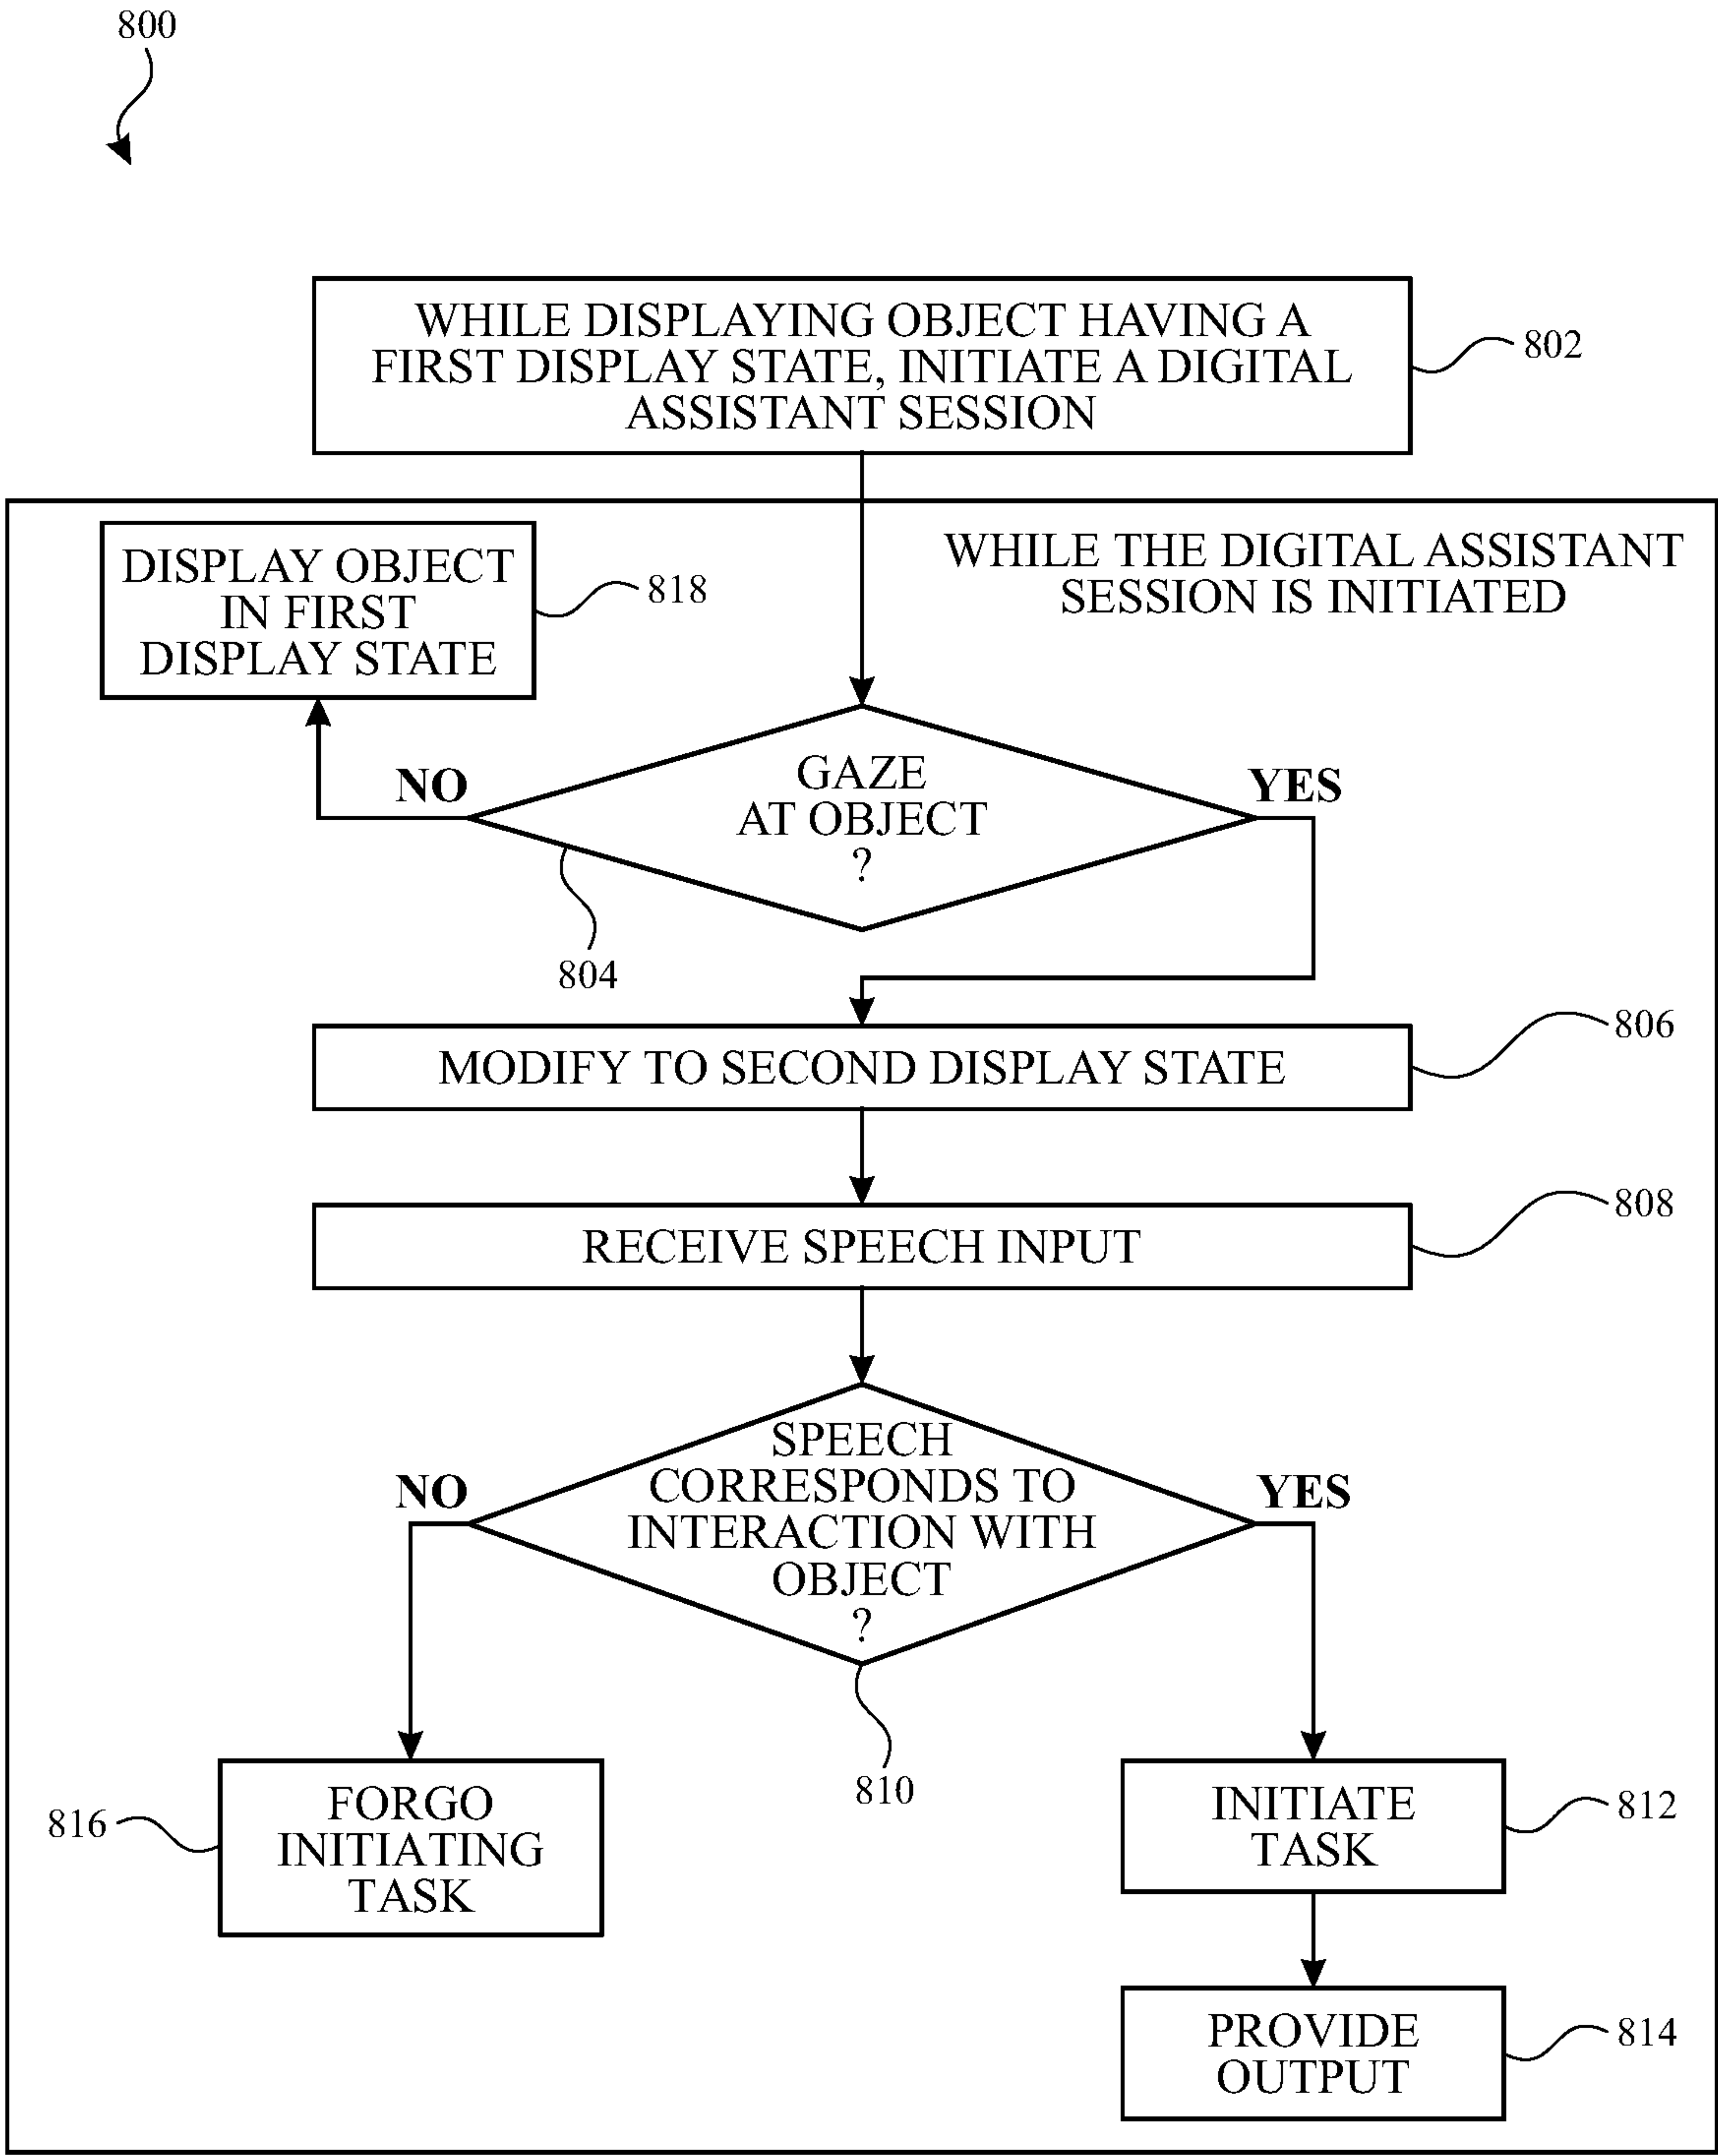 800
WHILE DISPLAYING OBJECT HAVING A
FIRST DISPLAY STATE, INITIATE A DIGITAL
ASSISTANT SESSION
802
WHILE THE DIGITAL ASSISTANT
SESSION IS INITIATED
DISPLAY OBJECT
IN FIRST
DISPLAY STATE
818
NO
GAZE
AT OBJECT
?
YES
804
MODIFY TO SECOND DISPLAY STATE
806
RECEIVE SPEECH INPUT
808
NO
SPEECH
CORRESPONDS TO
INTERACTION WITH
OBJECT
?
YES
810
816
FORGO
INITIATING
TASK
INITIATE
TASK
812
PROVIDE
OUTPUT
814